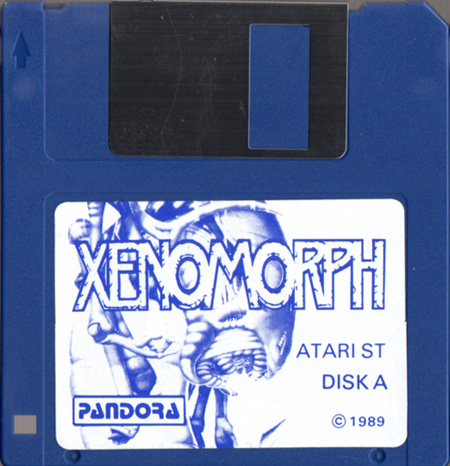 XENOMORPH
ATARI ST
DISK A
PANDORA
© 1989